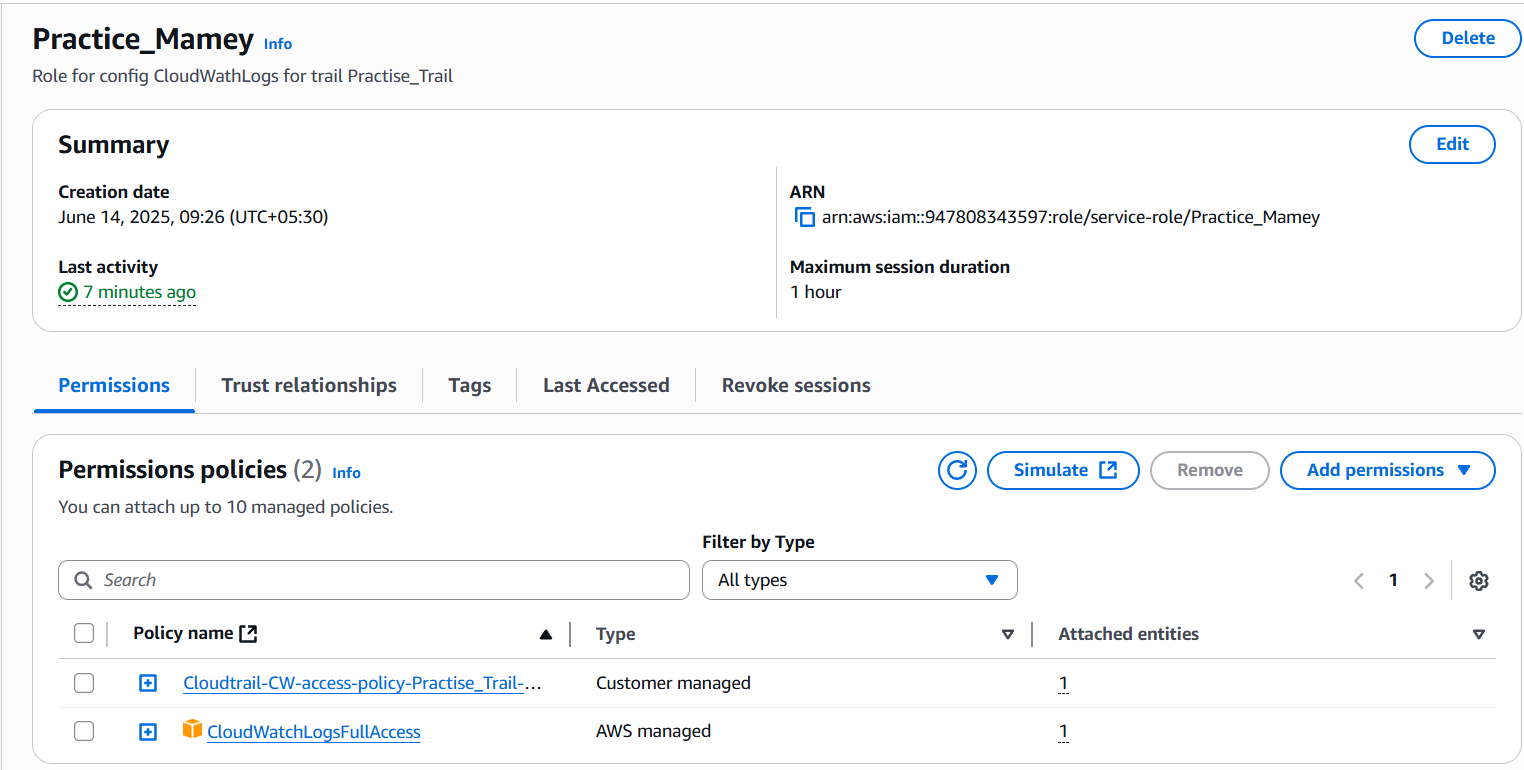 Practice_Mamey Info
Delete
Role for config CloudWathLogs for trail Practise_Trail
Summary
Edit
Creation date
June 14, 2025, 09:26 (UTC+05:30)
ARN
arn:aws:iam::947808343597:role/service-role/Practice_Mamey
Last activity
7 minutes ago
Maximum session duration
1 hour
Permissions
Trust relationships
Tags
Last Accessed
Revoke sessions
Permissions policies (2) Info
Simulate
Remove
Add permissions
You can attach up to 10 managed policies.
Filter by Type
Search
All types
1
Policy name
Type
Attached entities
Cloudtrail-CW-access-policy-Practise_Trail-...
Customer managed
1
CloudWatchLogsFullAccess
AWS managed
1